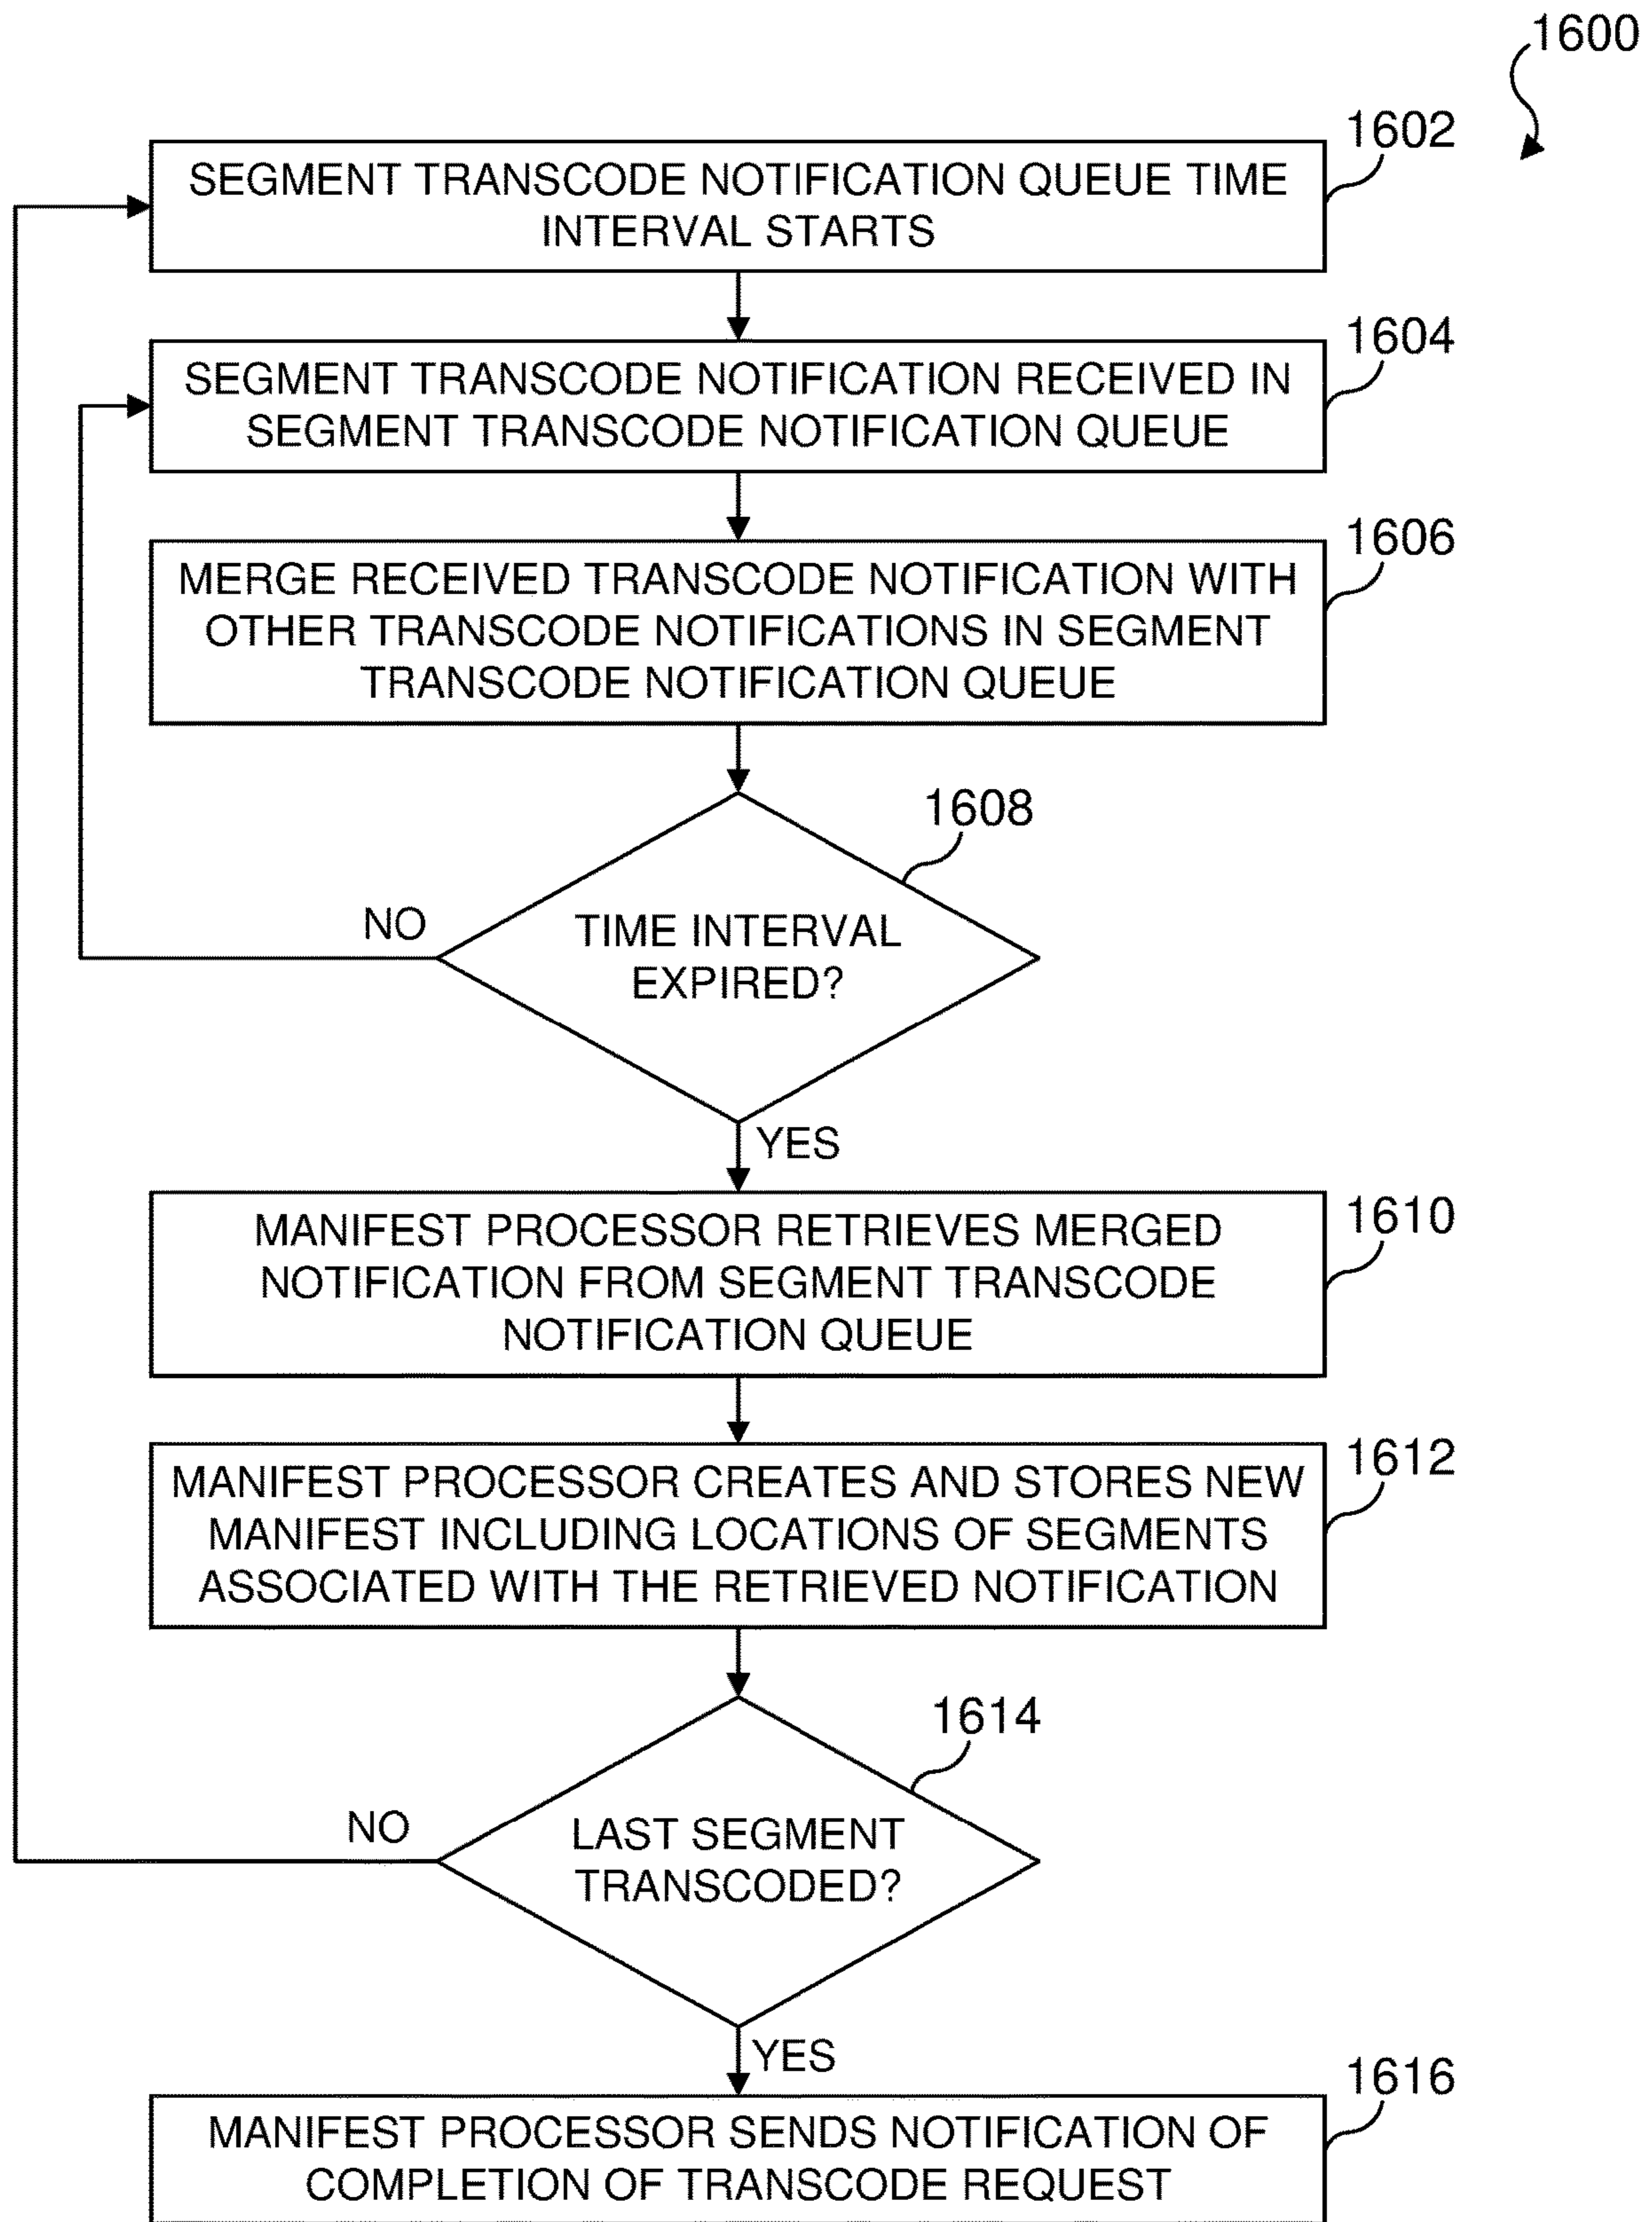 1600
1602
SEGMENT TRANSCODE NOTIFICATION QUEUE TIME
INTERVAL STARTS
1604
SEGMENT TRANSCODE NOTIFICATION RECEIVED IN
SEGMENT TRANSCODE NOTIFICATION QUEUE
1606
MERGE RECEIVED TRANSCODE NOTIFICATION WITH
OTHER TRANSCODE NOTIFICATIONS IN SEGMENT
TRANSCODE NOTIFICATION QUEUE
1608
NO
TIME INTERVAL
EXPIRED?
YES
1610
MANIFEST PROCESSOR RETRIEVES MERGED
NOTIFICATION FROM SEGMENT TRANSCODE
NOTIFICATION QUEUE
1612
MANIFEST PROCESSOR CREATES AND STORES NEW
MANIFEST INCLUDING LOCATIONS OF SEGMENTS
ASSOCIATED WITH THE RETRIEVED NOTIFICATION
1614
NO
LAST SEGMENT
TRANSCODED?
YES
1616
MANIFEST PROCESSOR SENDS NOTIFICATION OF
COMPLETION OF TRANSCODE REQUEST